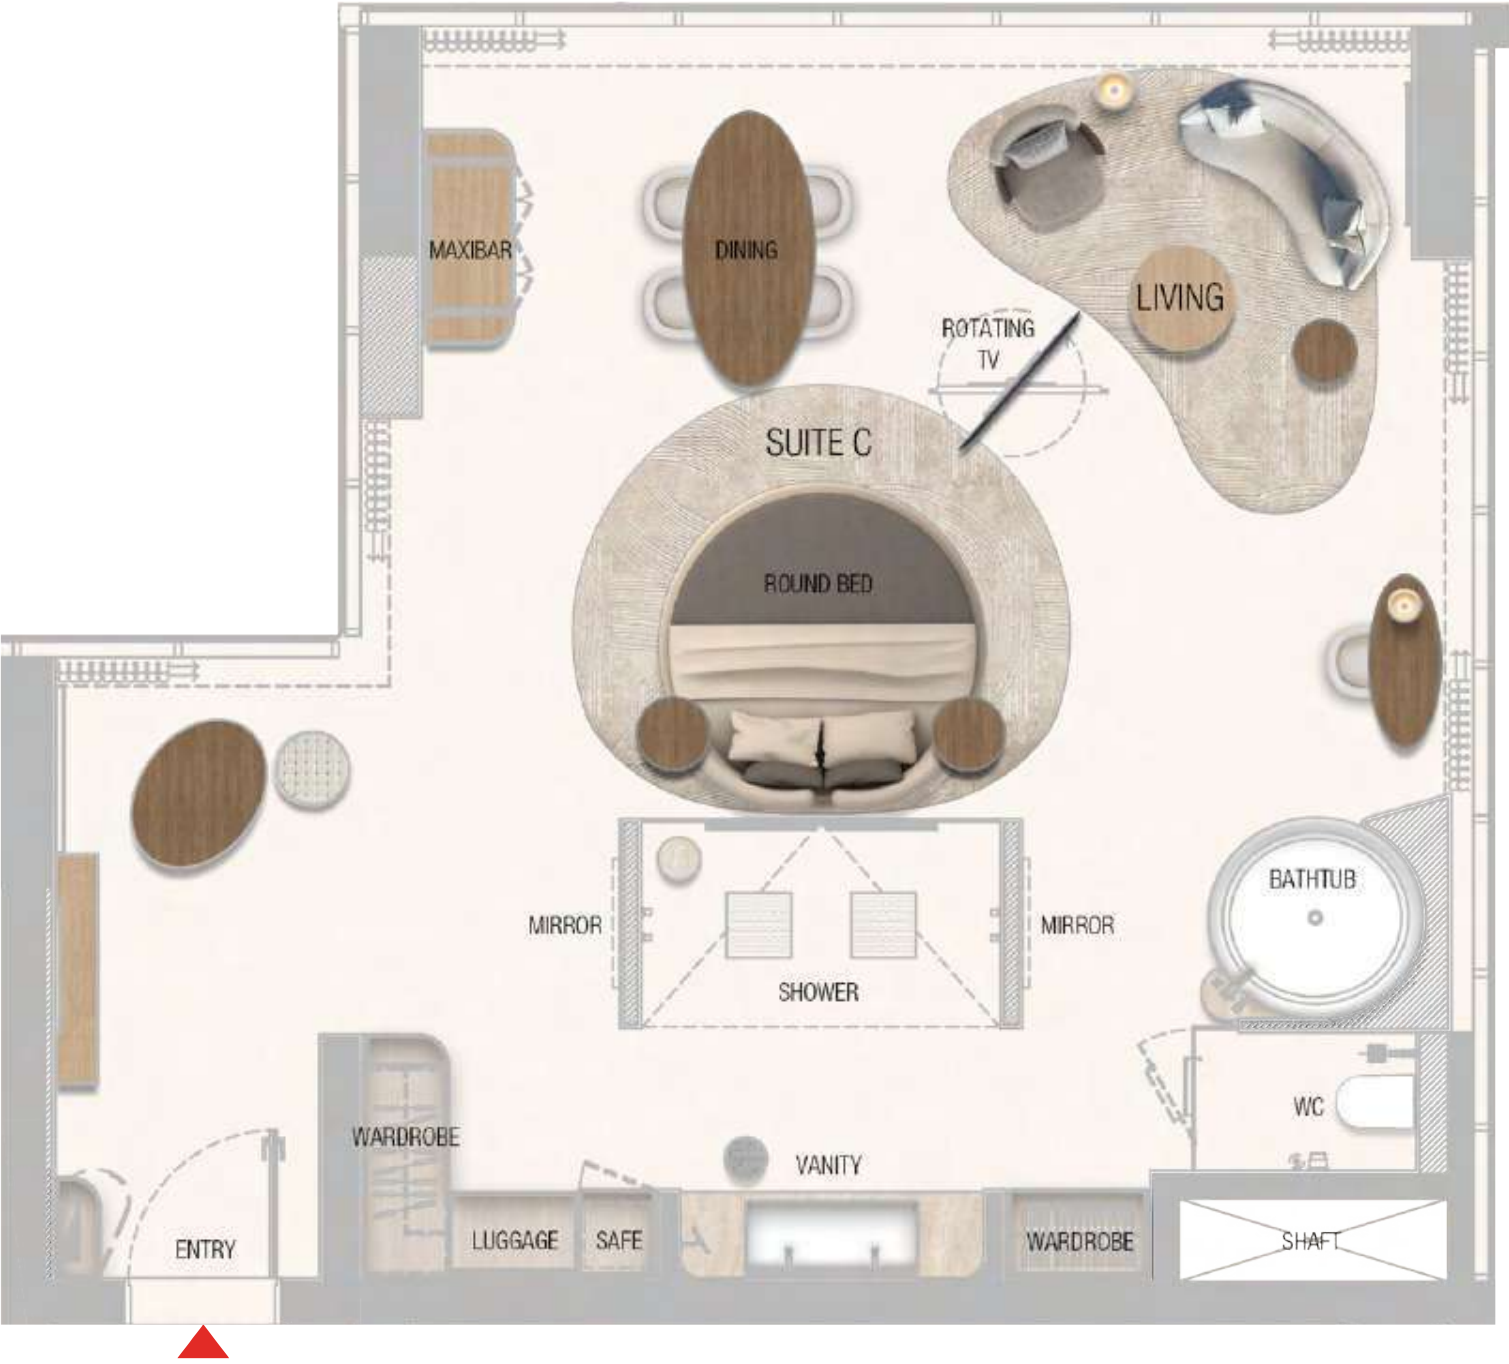 MAXIBAR
DINING
LIVING
ROTATING
TV
SUITE C
ROUND BED
BATHTUB
MIRROR
MIRROR
SHOWER
WC
WARDROBE
VANITY
ENTRY
LUGGAGE
SAFE
WARDROBE
SHAFT